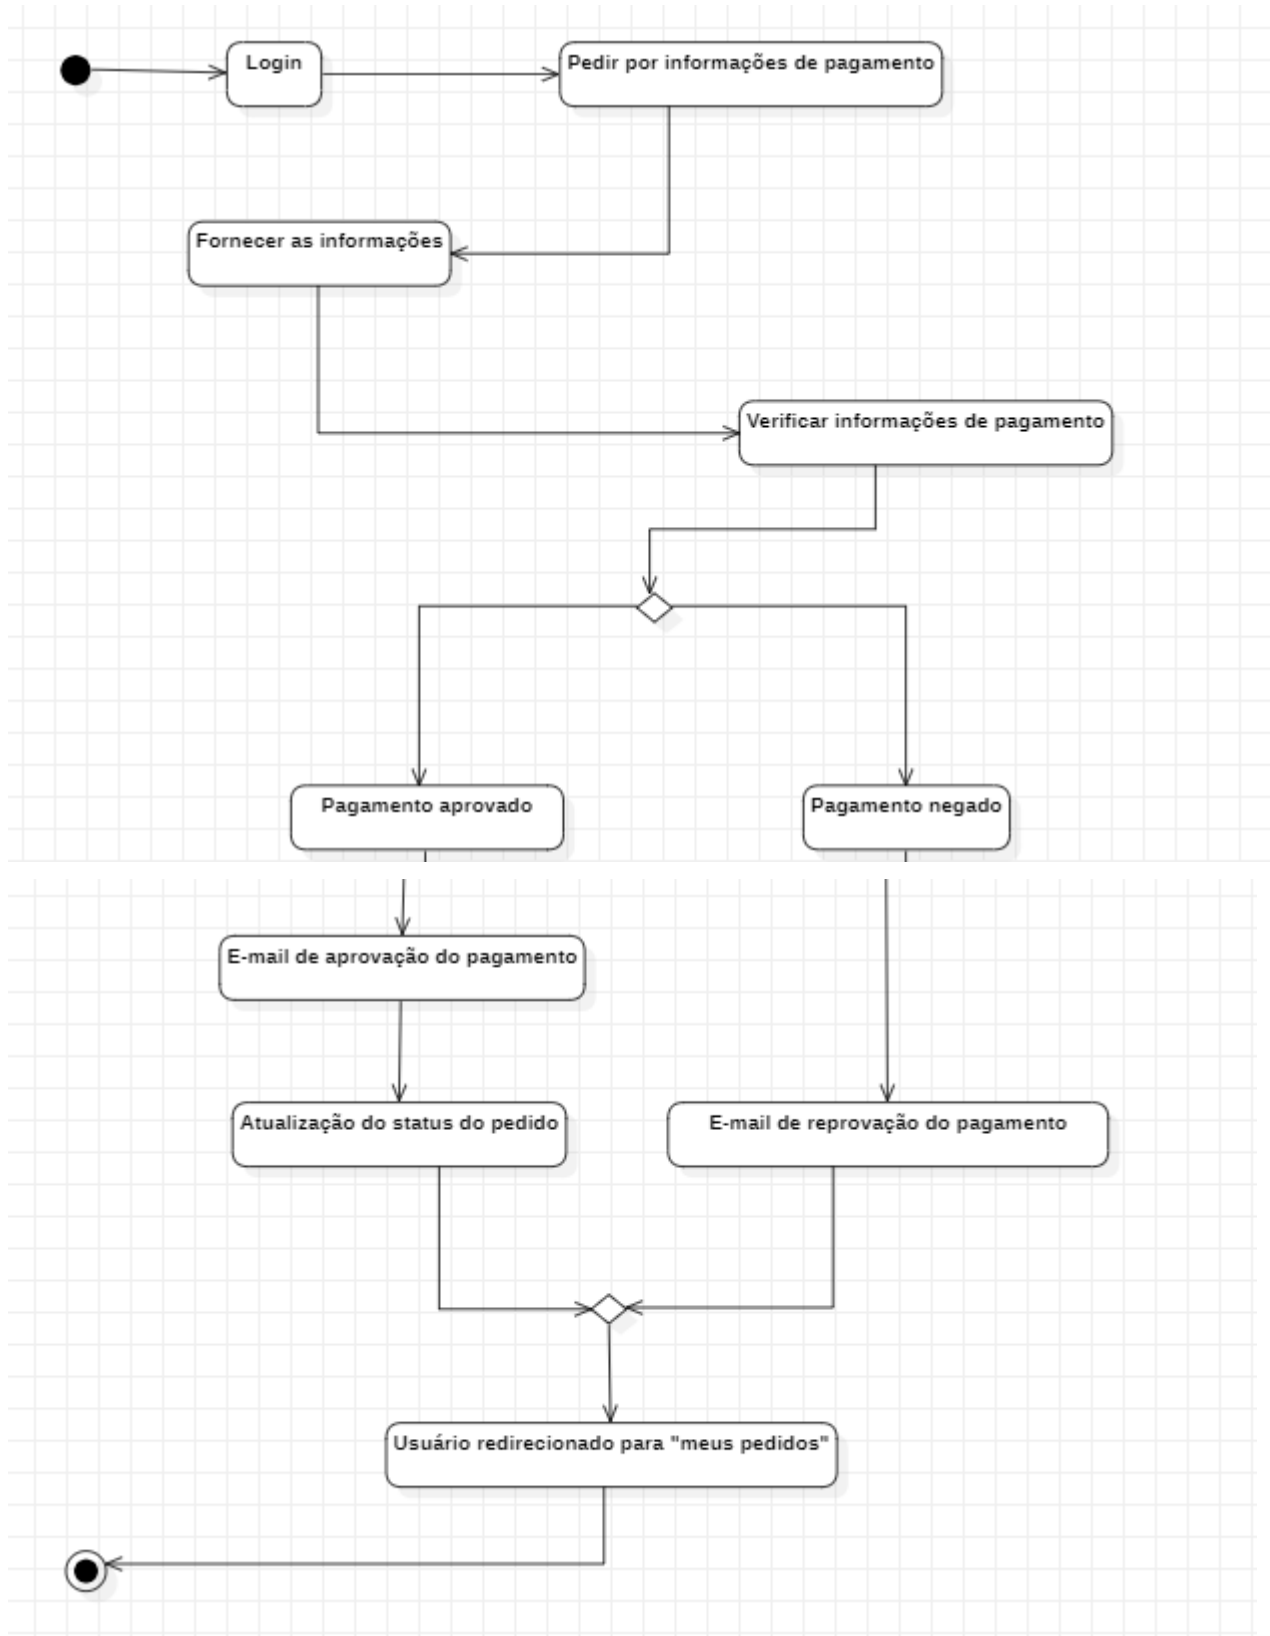 Login
Pedir por informações de pagamento
Fornecer as informações
Verificar informações de pagamento
Pagamento aprovado
Pagamento negado
E-mail de aprovação do pagamento
Atualização do status do pedido
E-mail de reprovação do pagamento
Usuário redirecionado para "meus pedidos"